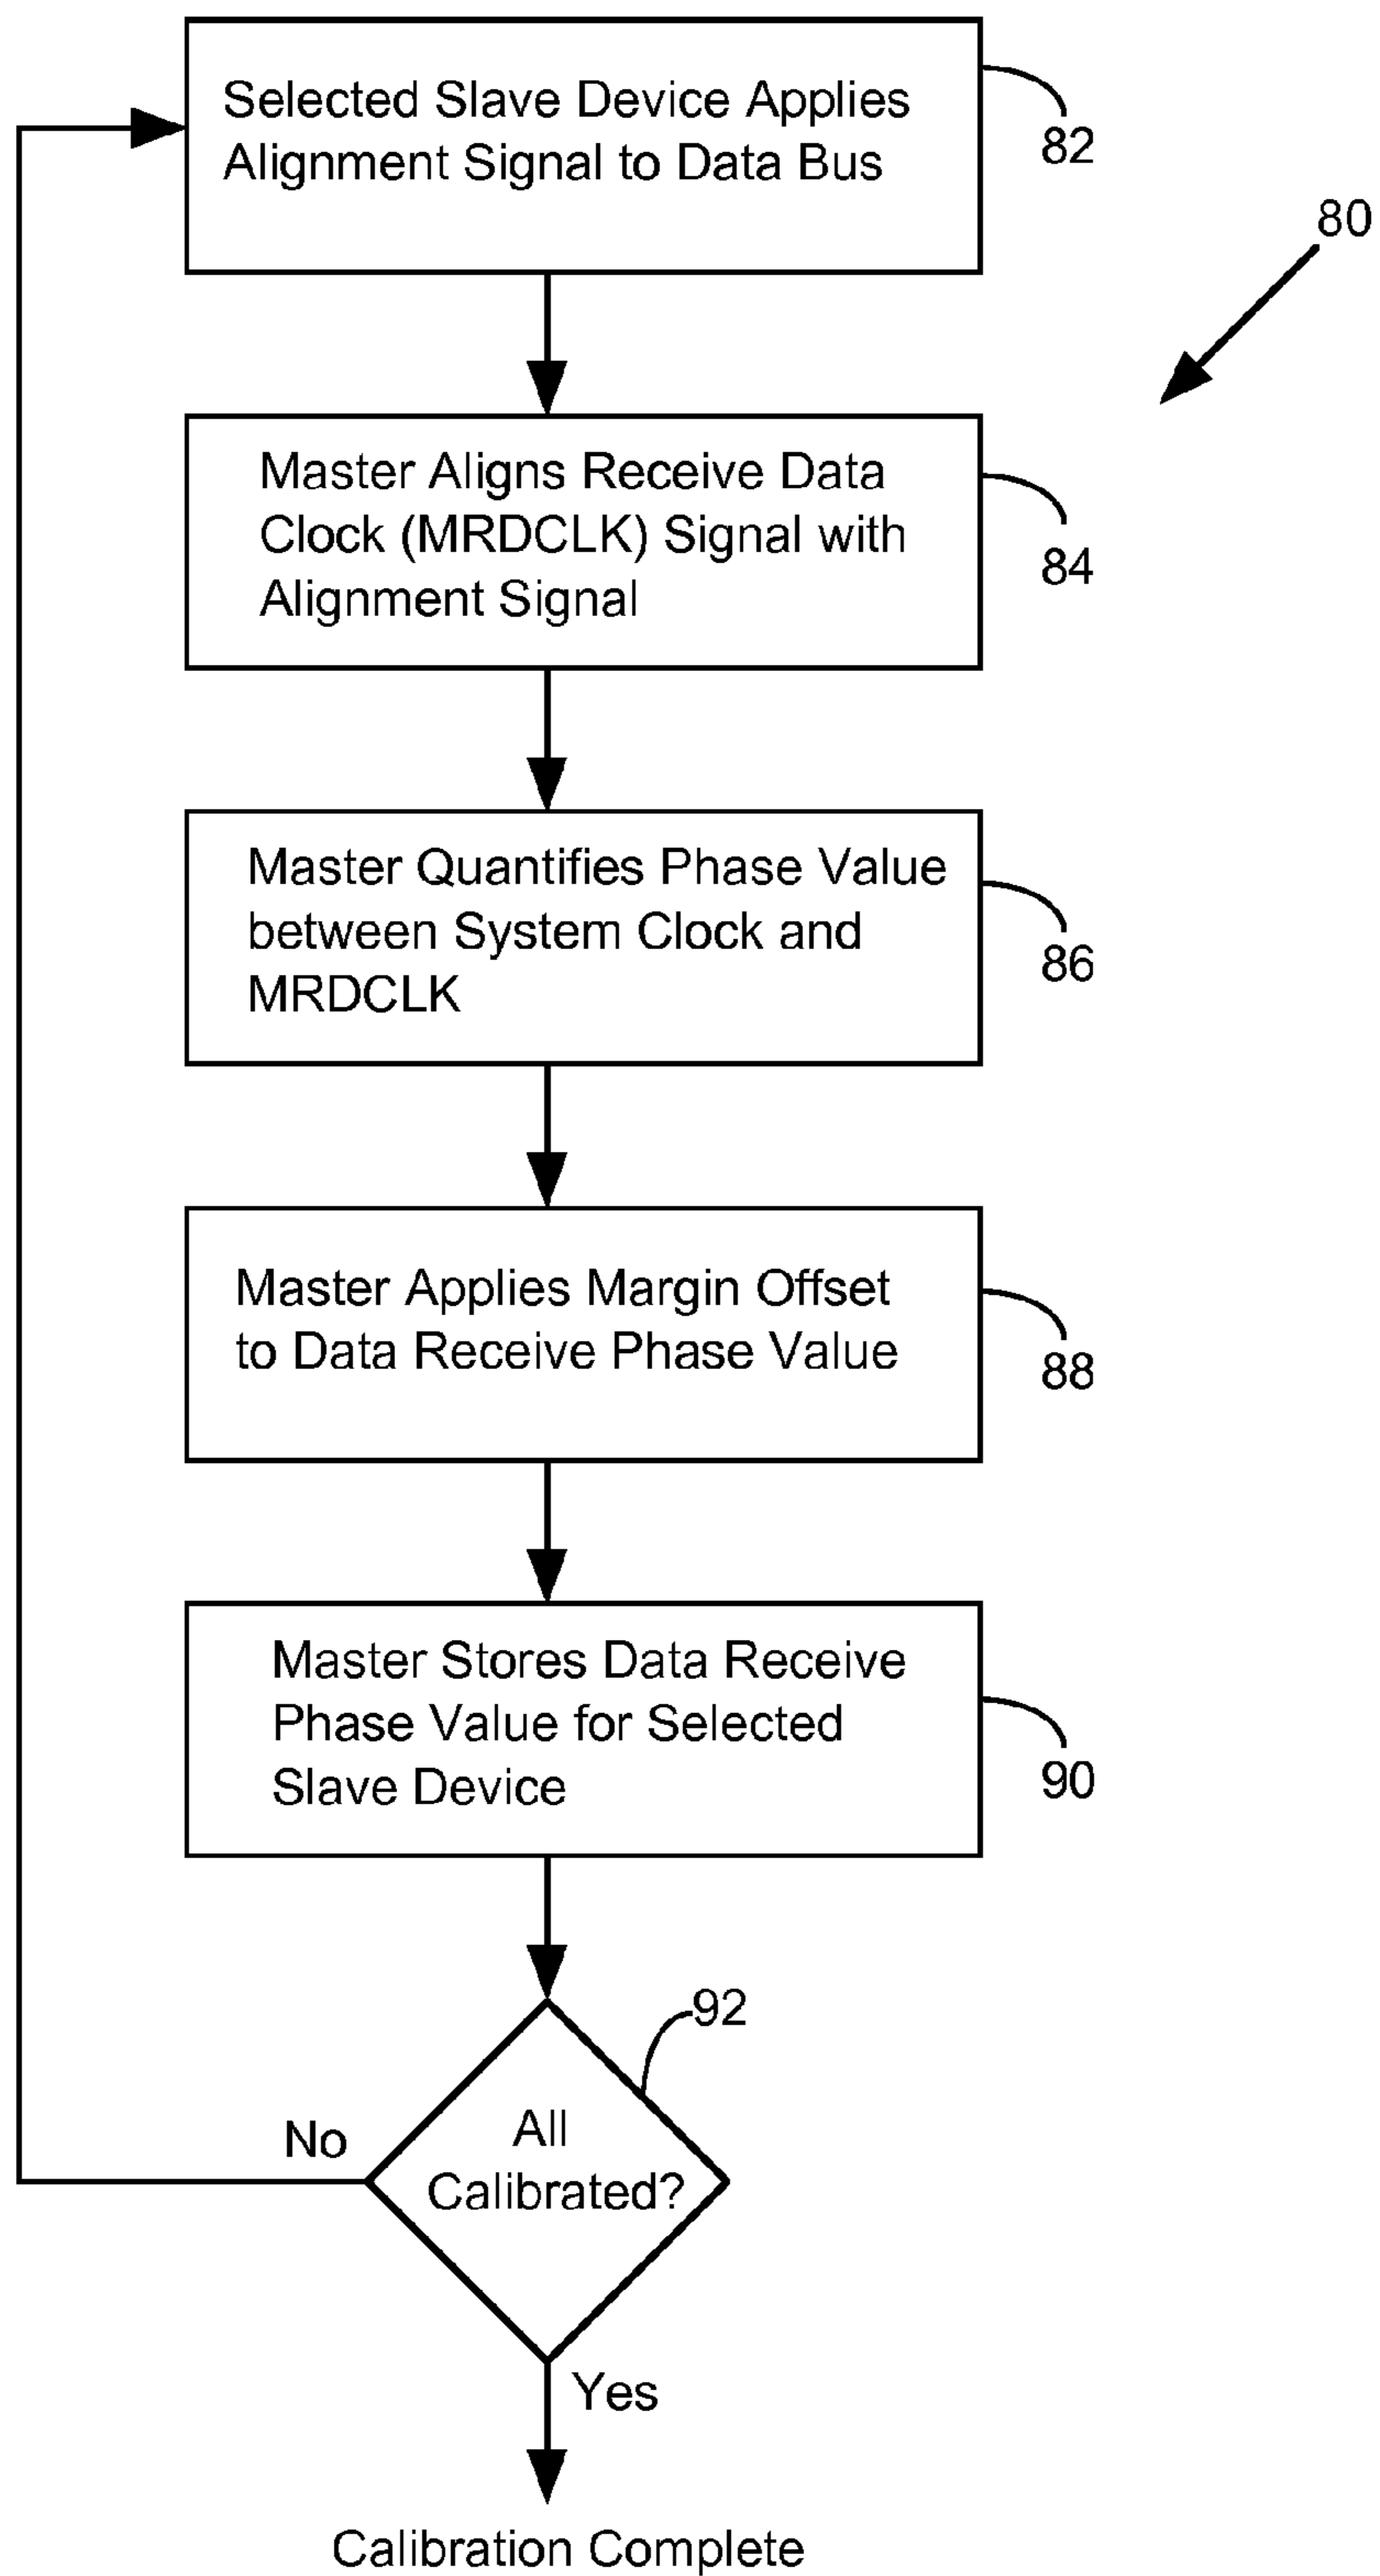 Selected Slave Device Applies
Alignment Signal to Data Bus
82
80
Master Aligns Receive Data
Clock (MRDCLK) Signal with
Alignment Signal
84
Master Quantifies Phase Value
between System Clock and
MRDCLK
86
Master Applies Margin Offset
to Data Receive Phase Value
88
Master Stores Data Receive
Phase Value for Selected
Slave Device
90
92
All
Calibrated?
No
Yes
Calibration Complete